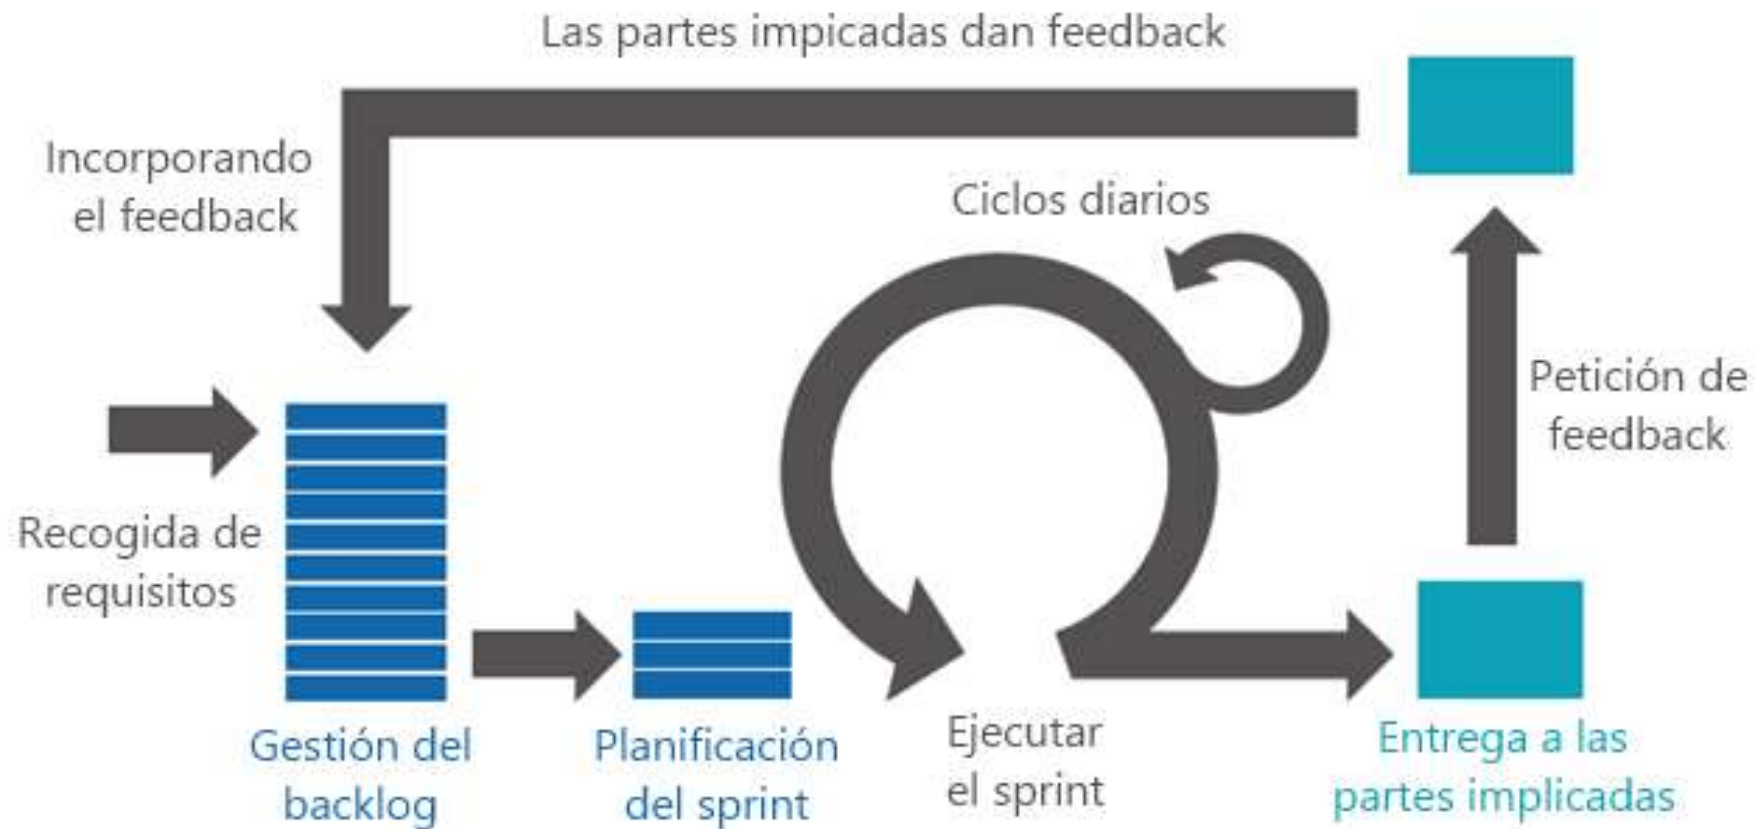 Las partes impicadas dan feedback
Incorporando
el feedback
Ciclos diarios
Petición de
feedback
Recogida de
requisitos
Gestión del
backlog
Planificación
del sprint
Ejecutar
el sprint
Entrega a las
partes implicadas